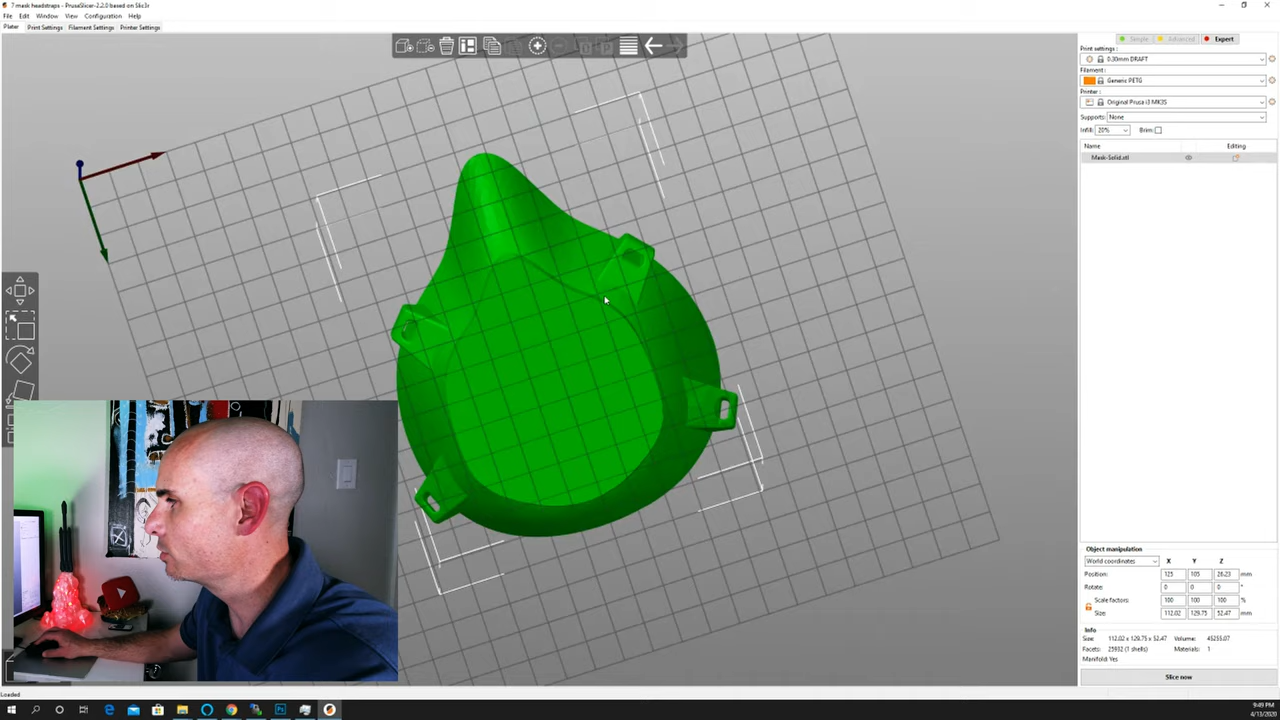 7 mask headstraps - PrusaSlicer-2.2.0 based on Slic3r
File Edit Window View Configuration Help
Plater Print Settings Filament Settings Printer Settings
Simple Advanced Expert
Print settings:
0.30mm DRAFT
Filament:
Generic PETG
Printer:
Original Prusa i3 MK3S
Supports: None
Infill: 20% Brim:
Name Editing
Mask-Solid.stl
Object manipulation
World coordinates X Y Z
Position: 125 105 26.23 mm
Rotate: 0 0 0 °
Scale factors: 100 100 100 %
Size: 112.02 129.75 52.47 mm
Info
Size: 112.02 x 129.75 x 52.47 Volume: 45255.07
Facets: 25932 (1 shells) Materials: 1
Manifold: Yes
Slice now
Loaded
9:49 PM
4/13/2020